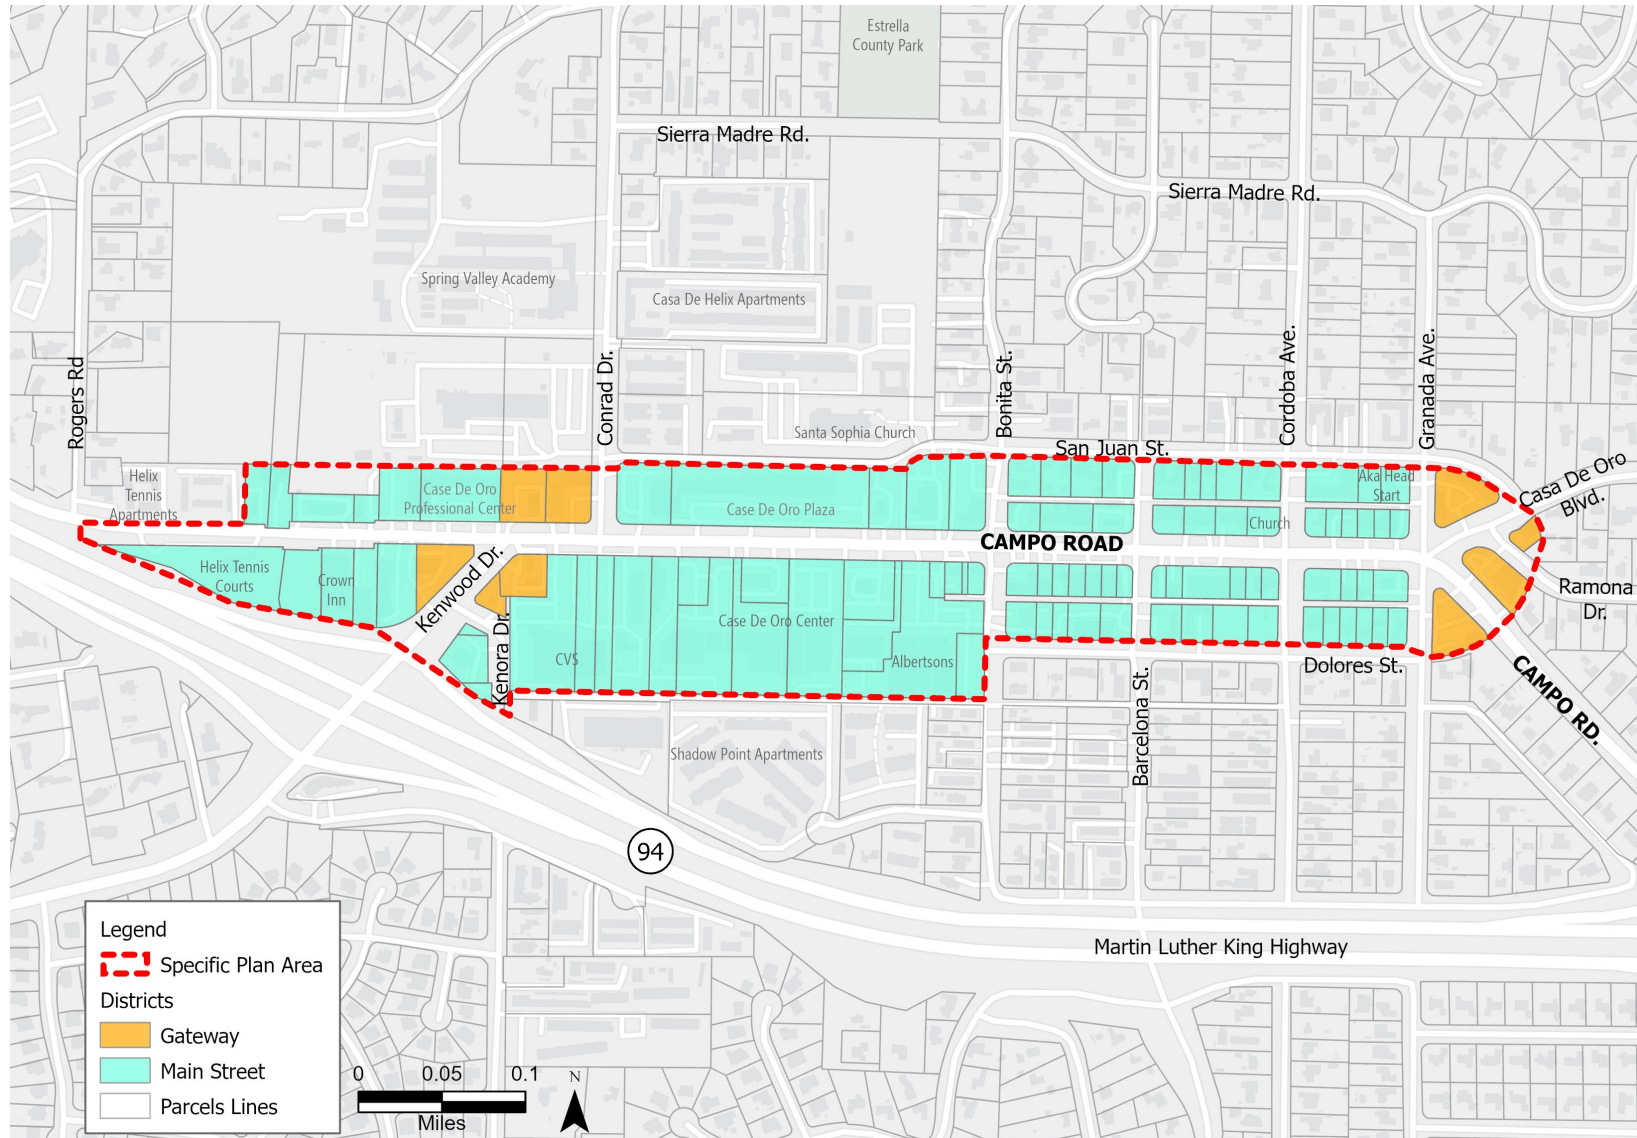 Estrella
County Park
Sierra Madre Rd.
Sierra Madre Rd.
Spring Valley Academy
Casa De Helix Apartments
Rogers Rd
Conrad Dr.
Bonita St.
Cordoba Ave.
Granada Ave.
Santa Sophia Church
San Juan St.
Helix
Tennis
Apartments
Case De Oro
Professional Center
Case De Oro Plaza
Aka Head
Start
Church
Casa De Oro
Blvd.
CAMPO ROAD
Helix Tennis
Courts
Crown
Inn
Kenwood Dr.
Kenora Dr.
CVS
Case De Oro Center
Albertsons
Ramona
Dr.
Dolores St.
CAMPO RD.
Barcelona St.
Shadow Point Apartments
94
Martin Luther King Highway
Legend
Specific Plan Area
Districts
Gateway
Main Street
Parcels Lines
0 0.05 0.1
Miles
N